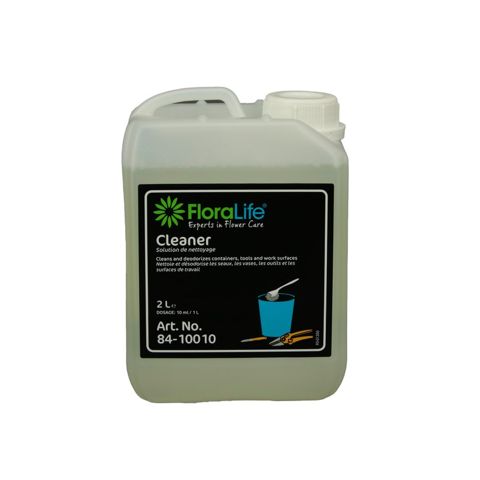 FloraLife®
Experts in Flower Care
Cleaner
Solution de nettoyage
Cleans and deodorizes containers, tools and work surfaces
Nettoie et désodorise les seaux, les vases, les outils et les
surfaces de travail
2 L℮
DOSAGE: 10 ml / 1 L
Art. No.
84-10010